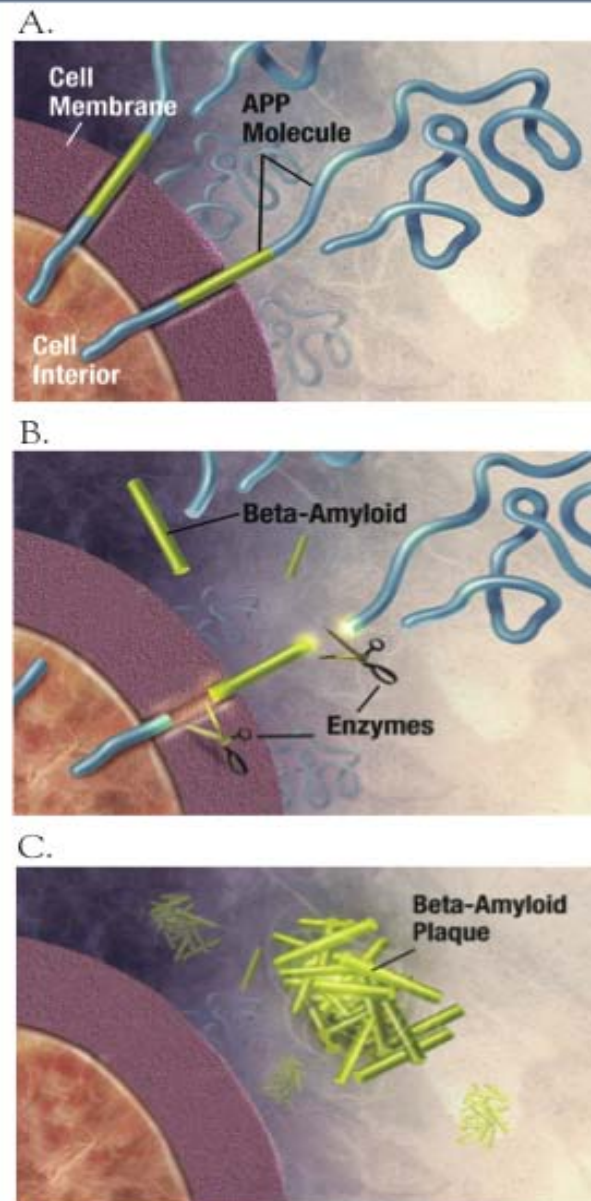 A.
Cell
Membrane
APP
Molecule
Cell
Interior
B.
Beta-Amyloid
Enzymes
C.
Beta-Amyloid
Plaque